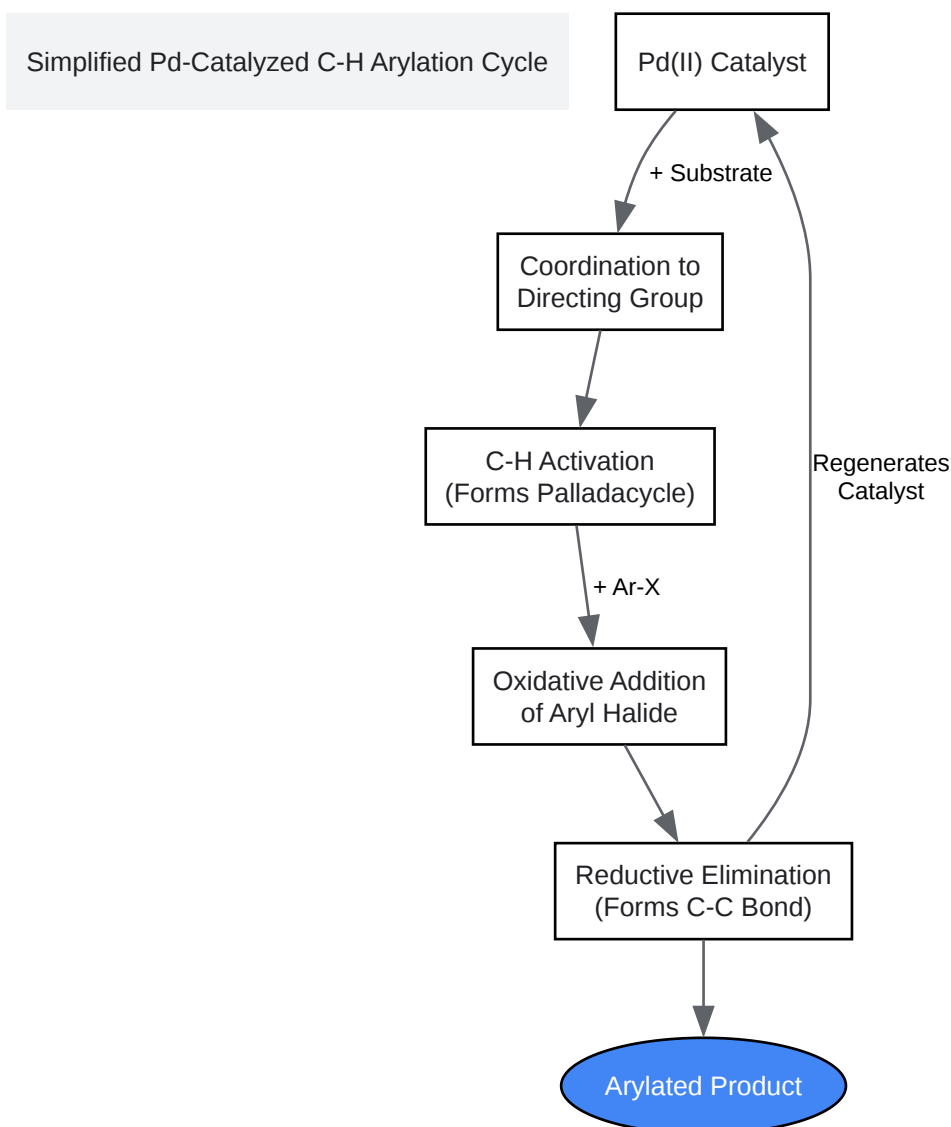 Simplified Pd-Catalyzed C-H Arylation Cycle
Pd(II) Catalyst
+ Substrate
Coordination to
Directing Group
C-H Activation
(Forms Palladacycle)
Regenerates
Catalyst
+ Ar-X
Oxidative Addition
of Aryl Halide
Reductive Elimination
(Forms C-C Bond)
Arylated Product